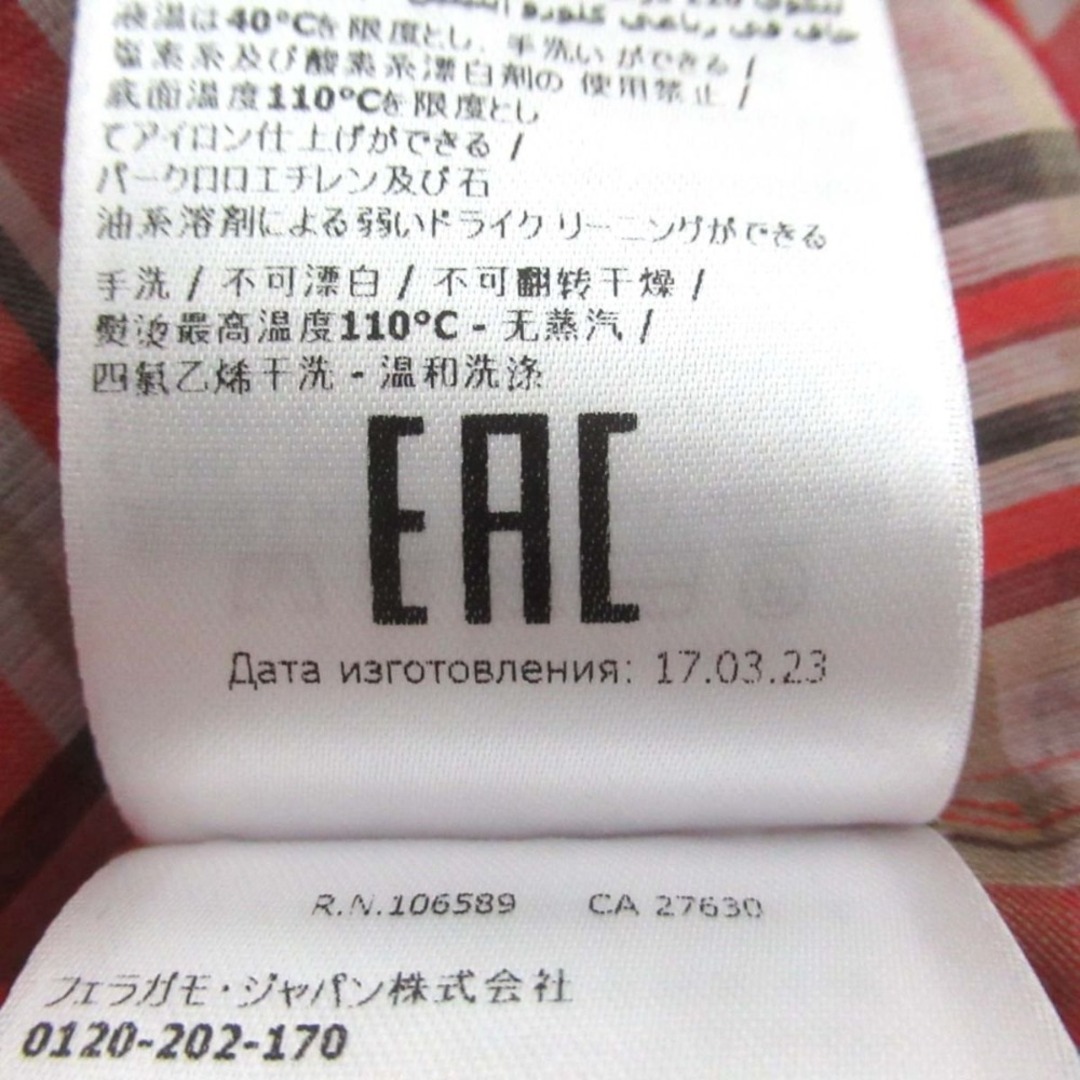 液温は40°Cを限度とし、手洗いができる /
塩素系及び酸素系漂白剤の 使用禁止 /
底面温度110°Cを限度とし
てアイロン仕上げができる /
パークロロエチレン及び石
油系溶剤による弱いドライクリーニングができる
手洗 / 不可漂白 / 不可翻转干燥 /
熨烫最高温度110°C - 无蒸汽 /
四氯乙烯干洗 - 温和洗涤
EAC
Дата изготовления: 17.03.23
R.N.106589 CA 27630
フェラガモ・ジャパン株式会社
0120-202-170